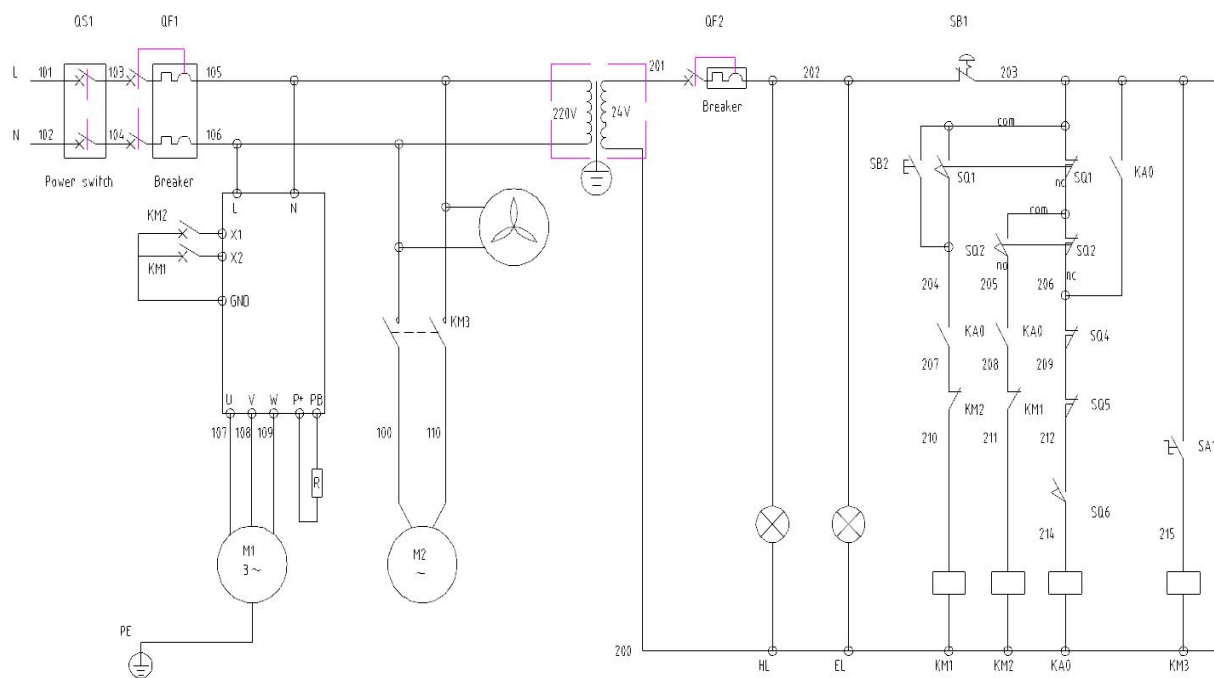 QS1 QF1 QF2 SB1
L 101 103 105 201 202 203
220V 24V Breaker
N 102 104 106 com
Power switch Breaker SB2 SQ1 nc SQ1 KA0
L N
KM2 X1 com
KM1 X2 SQ2 SQ2
no nc
GND 204 205 206
KM3 KA0 KA0 SQ4
207 208 209
U V W P+ PB KM2 KM1 SQ5
107 108 109 100 110 210 211 212 SA1
R
SQ6
M1 M2 214 215
3~ ~
PE
200
HL EL KM1 KM2 KA0 KM3